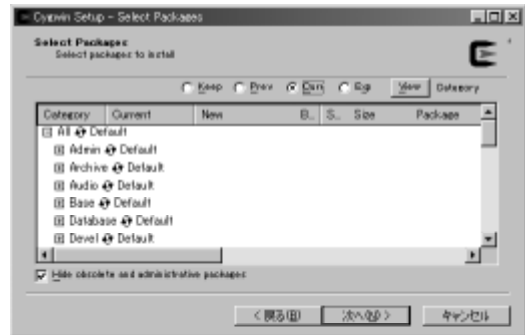 Cygwin Setup - Select Packages
Select Packages
Select packages to install
Keep Prev Curr Exp View Category
Category Current New B.. S.. Size Package
All Default
Admin Default
Archive Default
Audio Default
Base Default
Database Default
Devel Default
Hide obsolete and administrative packages
< 戻る(B) 次へ(N) > キャンセル